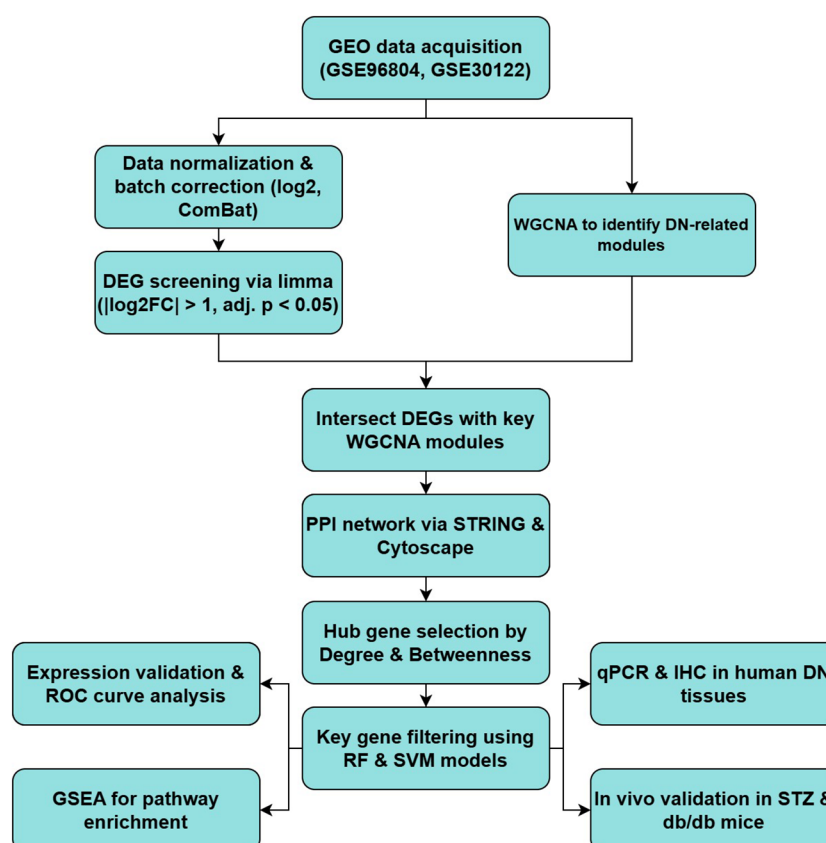 GEO data acquisition
(GSE96804, GSE30122)
Data normalization &
batch correction (log2,
ComBat)
WGCNA to identify DN-related
modules
DEG screening via limma
(|log2FC| > 1, adj. p < 0.05)
Intersect DEGs with key
WGCNA modules
PPI network via STRING &
Cytoscape
Hub gene selection by
Degree & Betweenness
Expression validation &
ROC curve analysis
qPCR & IHC in human DN
tissues
Key gene filtering using
RF & SVM models
GSEA for pathway
enrichment
In vivo validation in STZ &
db/db mice